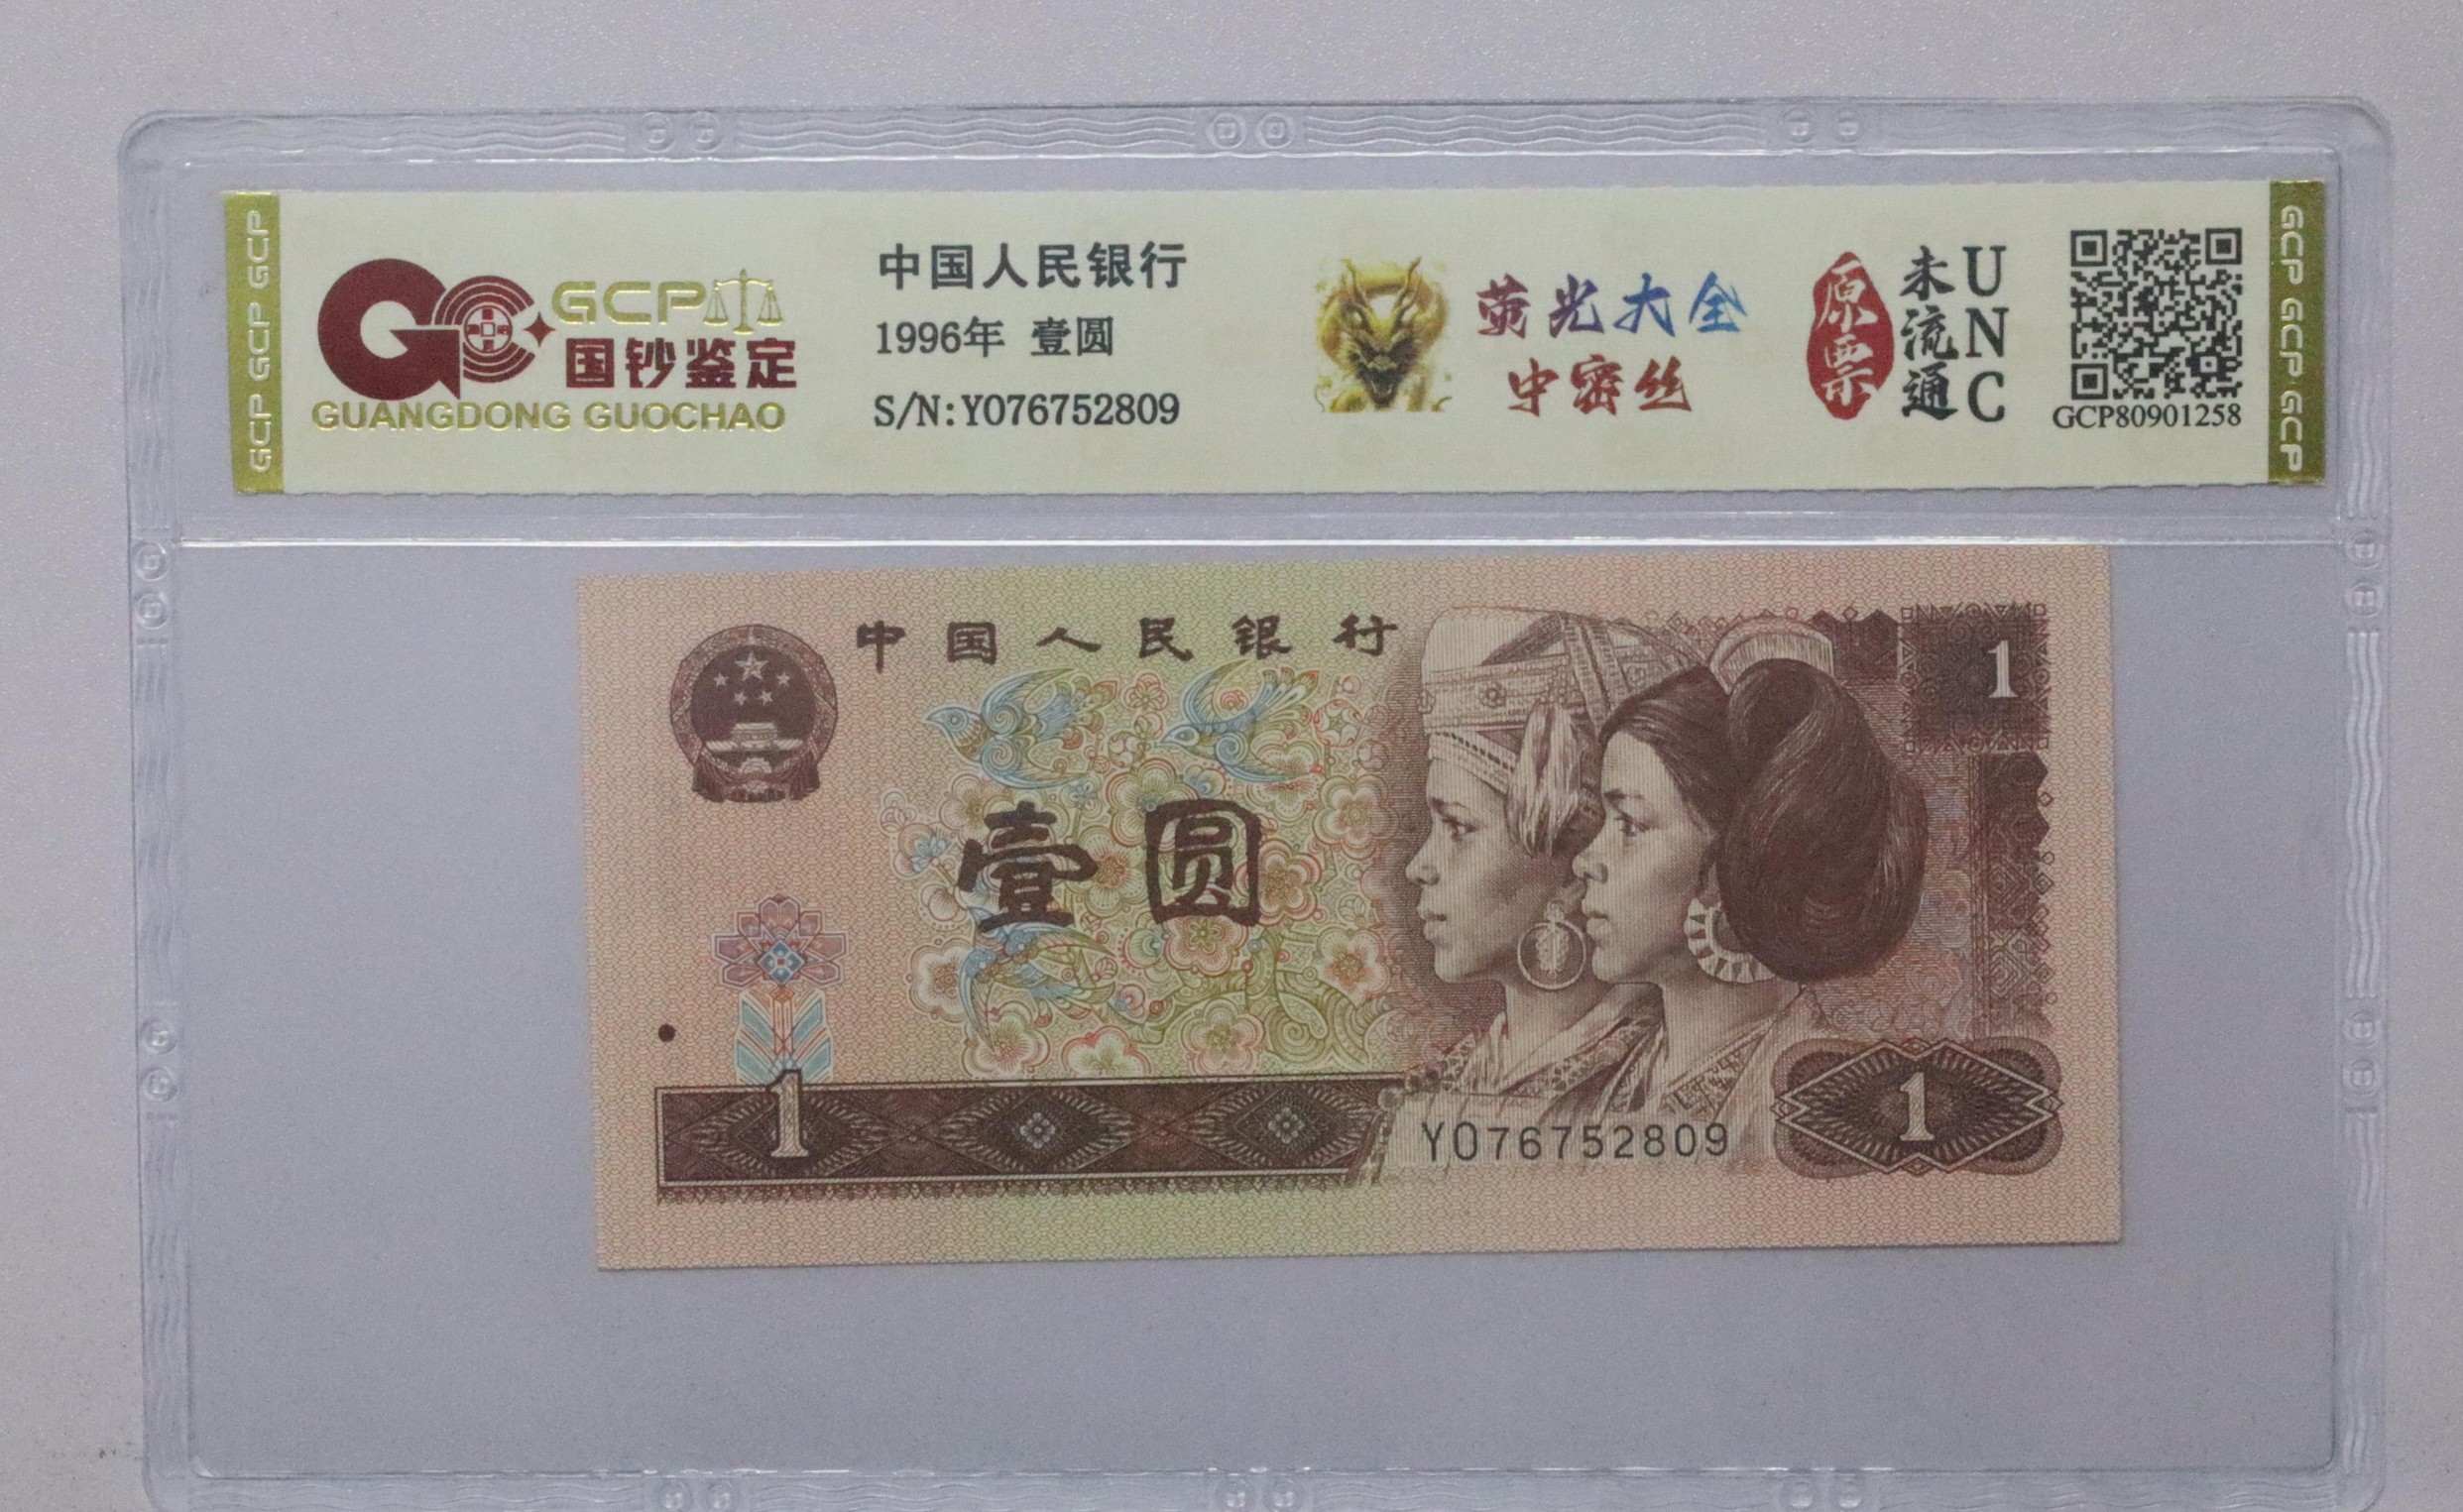 GCP GCP GCP
GCP
国钞鉴定
GUANGDONG GUOCHAO
中国人民银行
1996年 壹圆
S/N:Y076752809
荧光大全
中密丝
原票
未流通
UNC
GCP80901258
GCP GCP GCP GCP
中国人民银行
1
壹圆
1
Y076752809
1